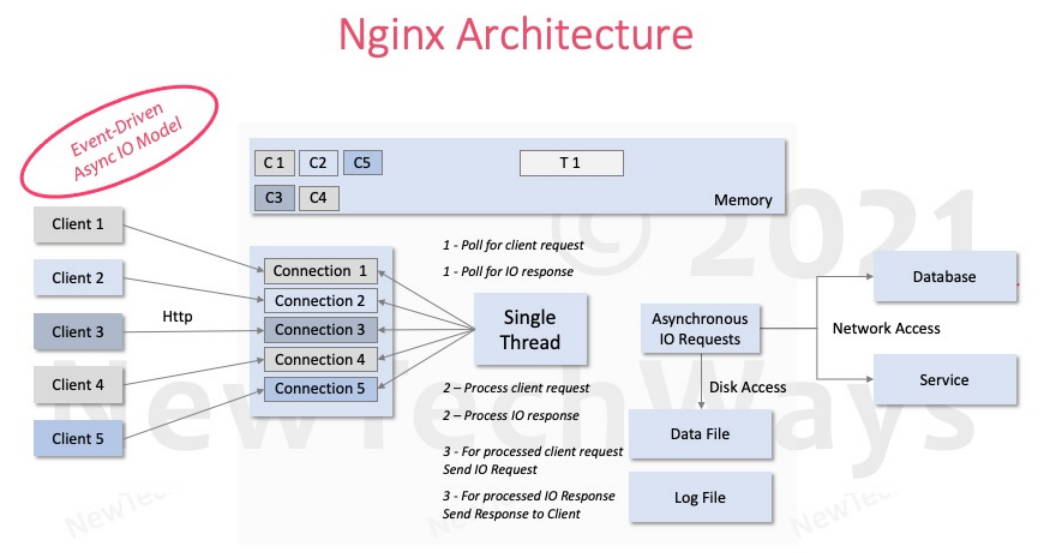 Nginx Architecture
Event-Driven
Async IO Model
C 1 C2 C5 T 1
C3 C4
Memory
Client 1
Client 2
Client 3
Client 4
Client 5
Http
Connection 1
Connection 2
Connection 3
Connection 4
Connection 5
1 - Poll for client request
1 - Poll for IO response
Single
Thread
2 – Process client request
2 – Process IO response
3 - For processed client request
Send IO Request
3 - For processed IO Response
Send Response to Client
Asynchronous
IO Requests
Disk Access
Data File
Log File
Network Access
Database
Service
© 2021
NewTechWays